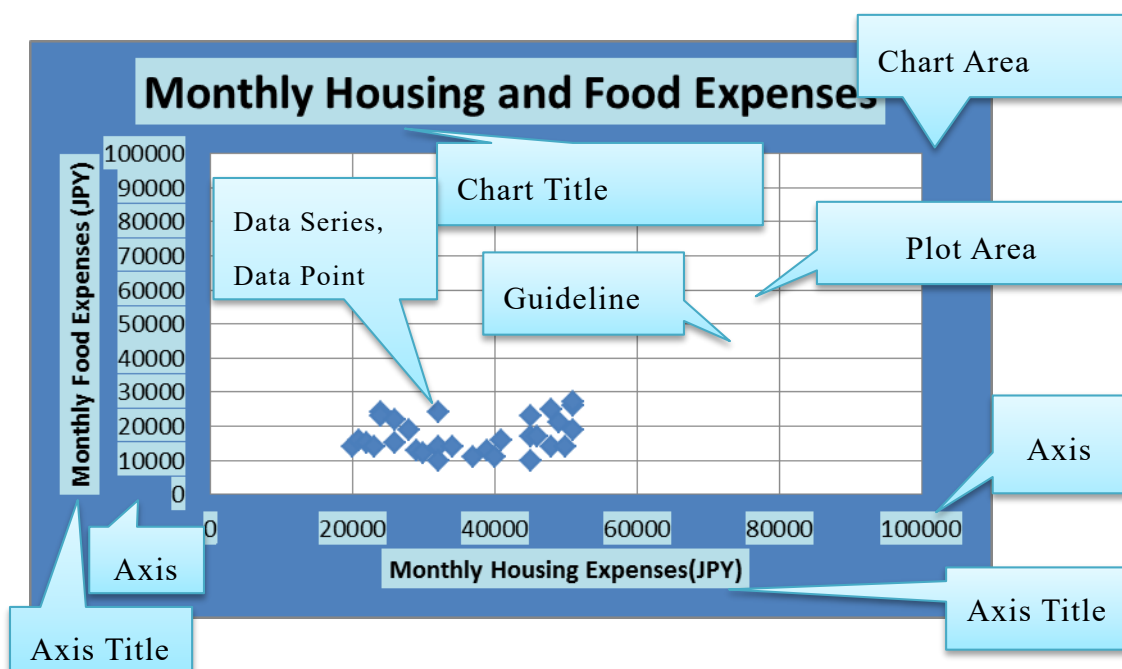 Chart Area
Monthly Housing and Food Expenses
Chart Title
Data Series,
Data Point
Plot Area
Guideline
Monthly Food Expenses (JPY)
100000
90000
80000
70000
60000
50000
40000
30000
20000
10000
0
Axis
0 20000 40000 60000 80000 100000
Axis
Monthly Housing Expenses(JPY)
Axis Title
Axis Title